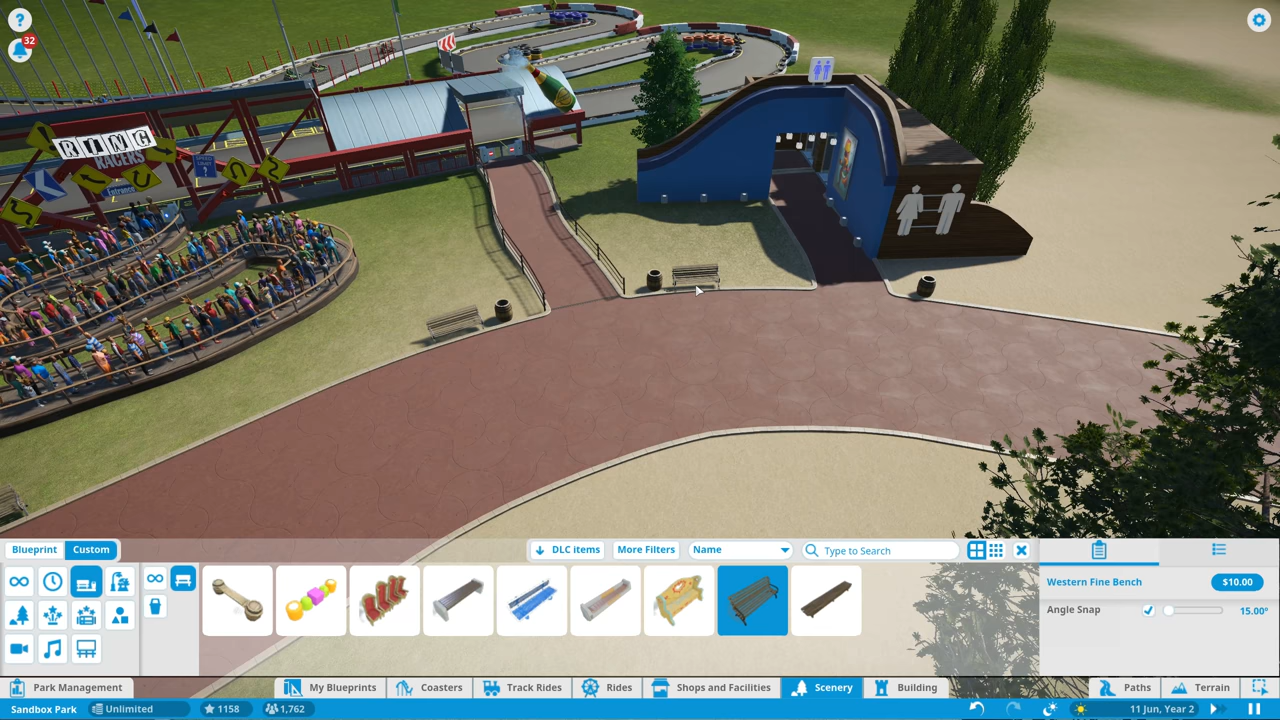 ?
32
RING
RACERS
SPEED
LIMIT
?
Entrance
Blueprint
Custom
DLC items
More Filters
Name
Type to Search
Western Fine Bench
$10.00
Angle Snap
15.00°
Park Management
My Blueprints
Coasters
Track Rides
Rides
Shops and Facilities
Scenery
Building
Paths
Terrain
Sandbox Park
Unlimited
1158
1,762
11 Jun, Year 2